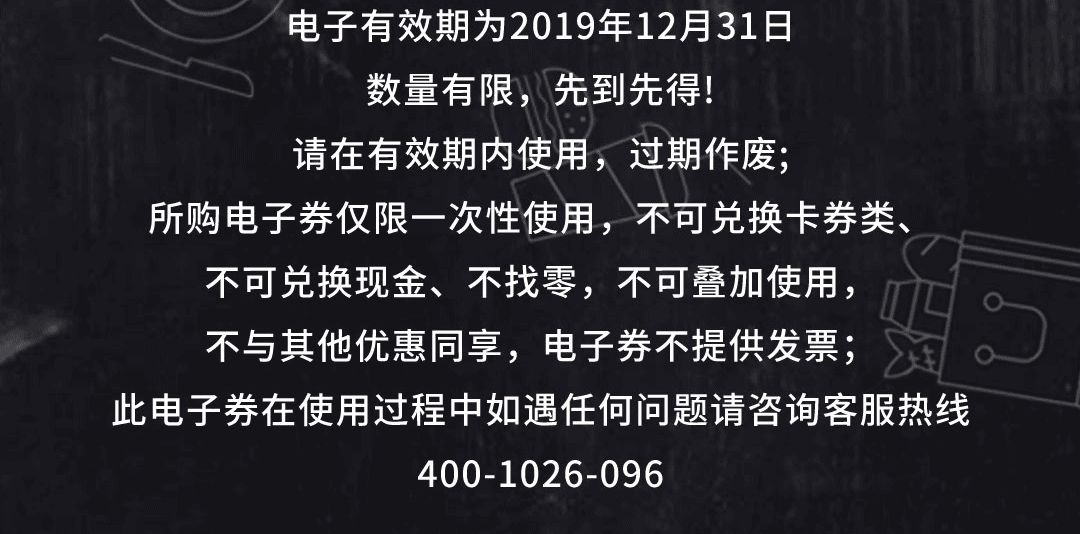 电子有效期为2019年12月31日
数量有限，先到先得!
请在有效期内使用，过期作废;
所购电子券仅限一次性使用，不可兑换卡券类、
不可兑换现金、不找零，不可叠加使用，
不与其他优惠同享，电子券不提供发票；
此电子券在使用过程中如遇任何问题请咨询客服热线
400-1026-096